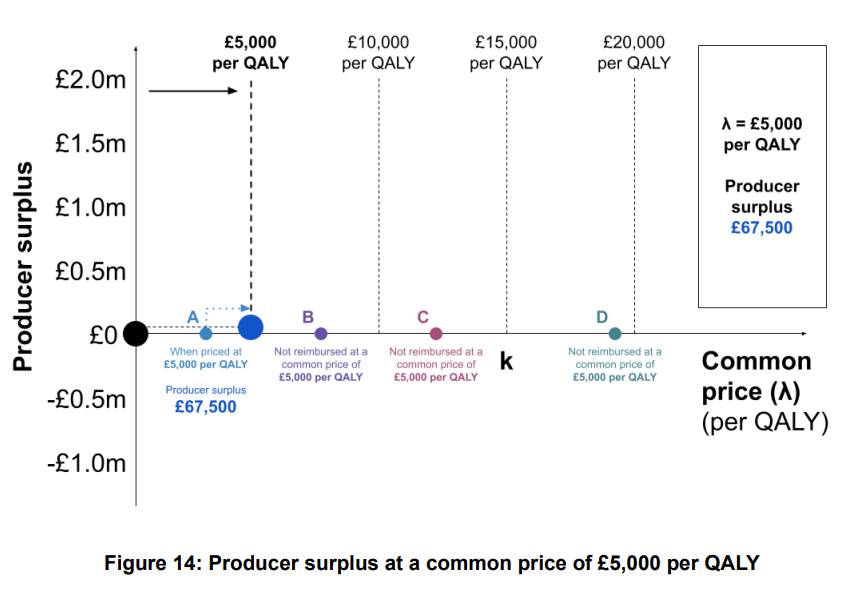 £5,000
per QALY
£10,000
per QALY
£15,000
per QALY
£20,000
per QALY
£2.0m
£1.5m
£1.0m
£0.5m
£0
-£0.5m
-£1.0m
Producer surplus
λ = £5,000
per QALY
Producer
surplus
£67,500
A
B
C
D
When priced at
£5,000 per QALY
Producer surplus
£67,500
Not reimbursed at a
common price of
£5,000 per QALY
Not reimbursed at a
common price of
£5,000 per QALY
k
Not reimbursed at a
common price of
£5,000 per QALY
Common
price (λ)
(per QALY)
Figure 14: Producer surplus at a common price of £5,000 per QALY